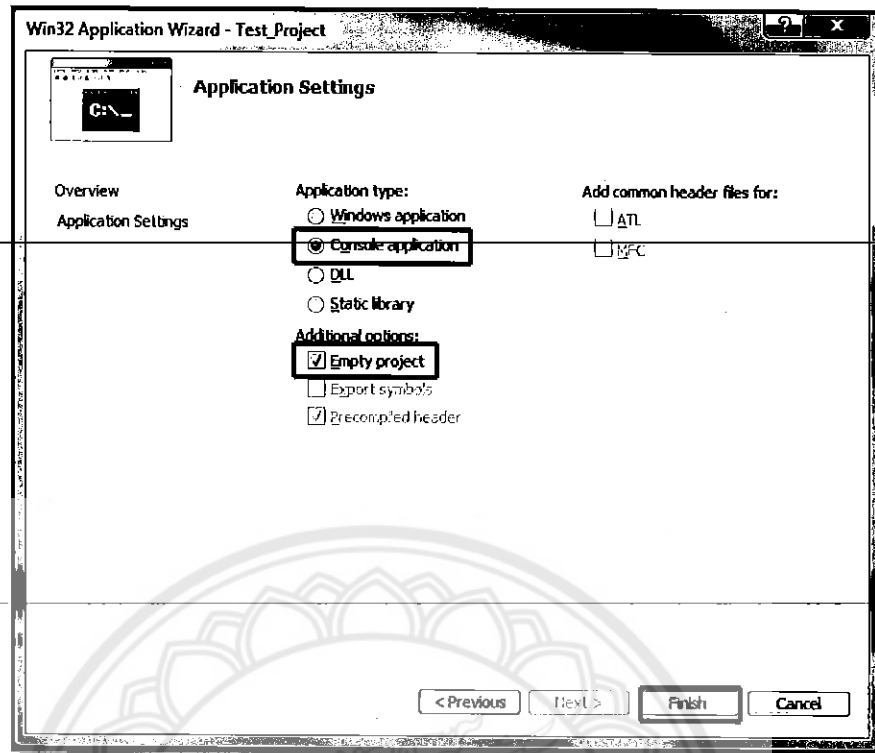 Win32 Application Wizard - Test_Project
? x
C:\_
Application Settings
Overview
Application Settings
Application type:
Windows application
Console application
DLL
Static library
Additional options:
Empty project
Export symbols
Precompiled header
Add common header files for:
ATL
MFC
< Previous
Next >
Finish
Cancel